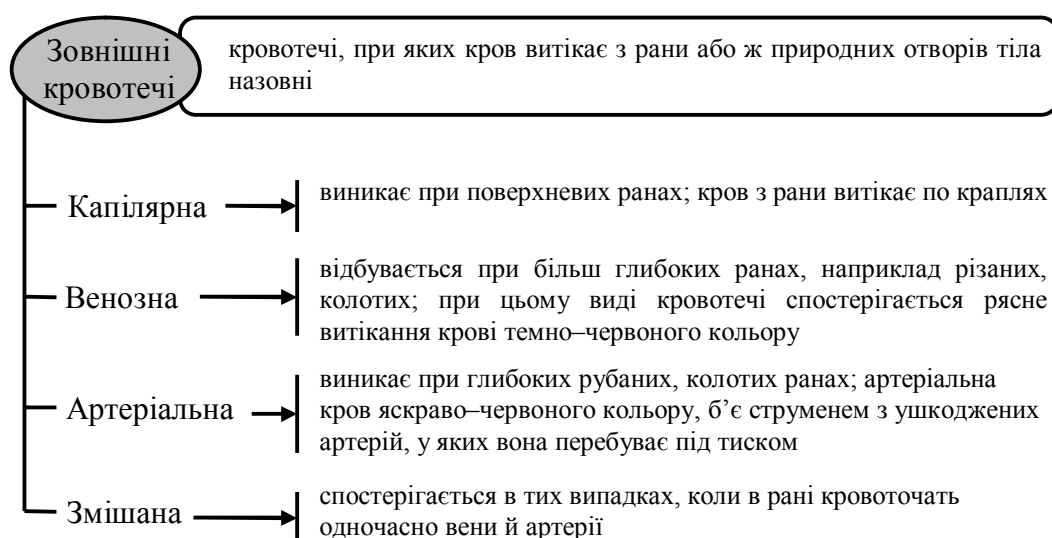 Зовнішні
кровотечі
кровотечі, при яких кров витікає з рани або ж природних отворів тіла
назовні
Капілярна
виникає при поверхневих ранах; кров з рани витікає по краплях
Венозна
відбувається при більш глибоких ранах, наприклад різаних,
колотих; при цьому виді кровотечі спостерігається рясне
витікання крові темно–червоного кольору
Артеріальна
виникає при глибоких рубаних, колотих ранах; артеріальна
кров яскраво–червоного кольору, б’є струменем з ушкоджених
артерій, у яких вона перебуває під тиском
Змішана
спостерігається в тих випадках, коли в рані кровоточать
одночасно вени й артерії